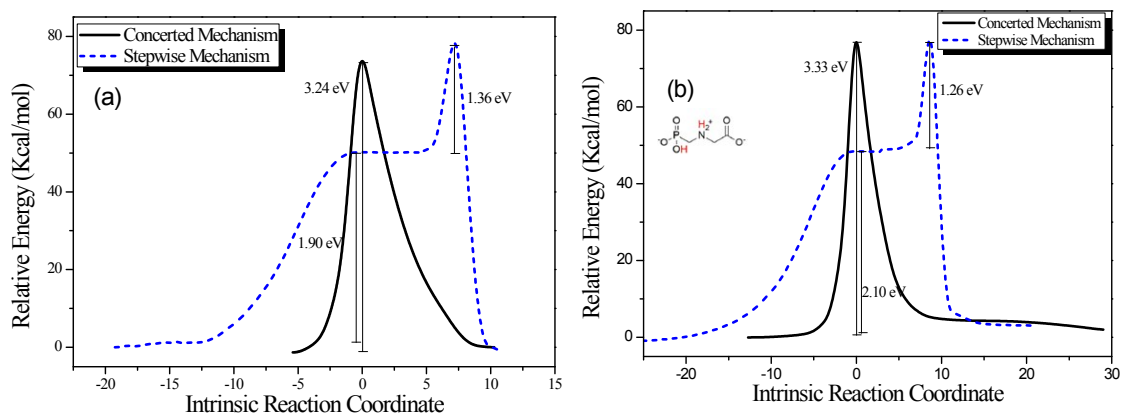 Concerted Mechanism
Stepwise Mechanism
(a)
3.24 eV
1.36 eV
1.90 eV
80
60
40
20
0
-20
-15
-10
-5
0
5
10
15
Relative Energy (Kcal/mol)
Intrinsic Reaction Coordinate
Concerted Mechanism
Stepwise Mechanism
(b)
3.33 eV
1.26 eV
2.10 eV
O
H₂⁺
O
⁻O
P
N
O⁻
OH
80
60
40
20
0
-20
-10
0
10
20
30
Relative Energy (Kcal/mol)
Intrinsic Reaction Coordinate